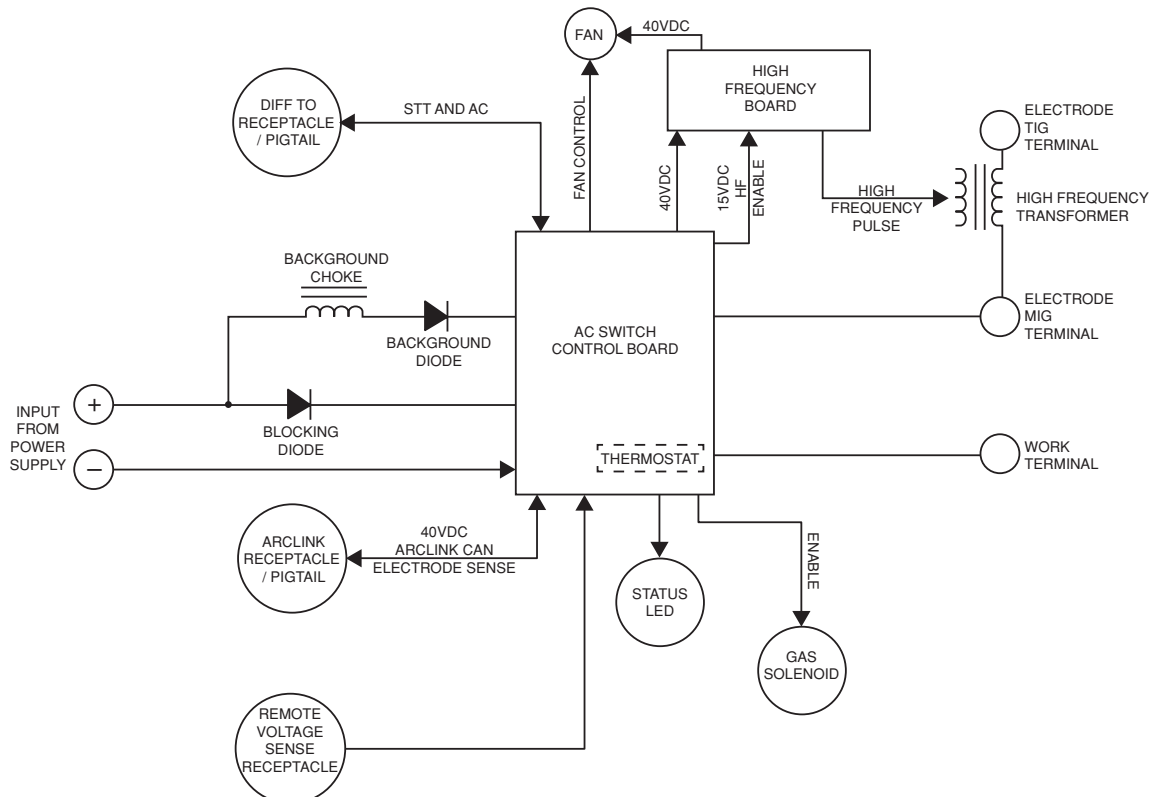 40VDC
FAN
HIGH
FREQUENCY
BOARD
DIFF TO
RECEPTACLE
/ PIGTAIL
STT AND AC
FAN CONTROL
40VDC
15VDC
HF
ENABLE
ELECTRODE
TIG
TERMINAL
HIGH
FREQUENCY
PULSE
HIGH FREQUENCY
TRANSFORMER
BACKGROUND
CHOKE
BACKGROUND
DIODE
AC SWITCH
CONTROL BOARD
ELECTRODE
MIG
TERMINAL
INPUT
FROM
POWER
SUPPLY
+
–
BLOCKING
DIODE
THERMOSTAT
WORK
TERMINAL
ARCLINK
RECEPTACLE
/ PIGTAIL
40VDC
ARCLINK CAN
ELECTRODE SENSE
STATUS
LED
ENABLE
GAS
SOLENOID
REMOTE
VOLTAGE
SENSE
RECEPTACLE